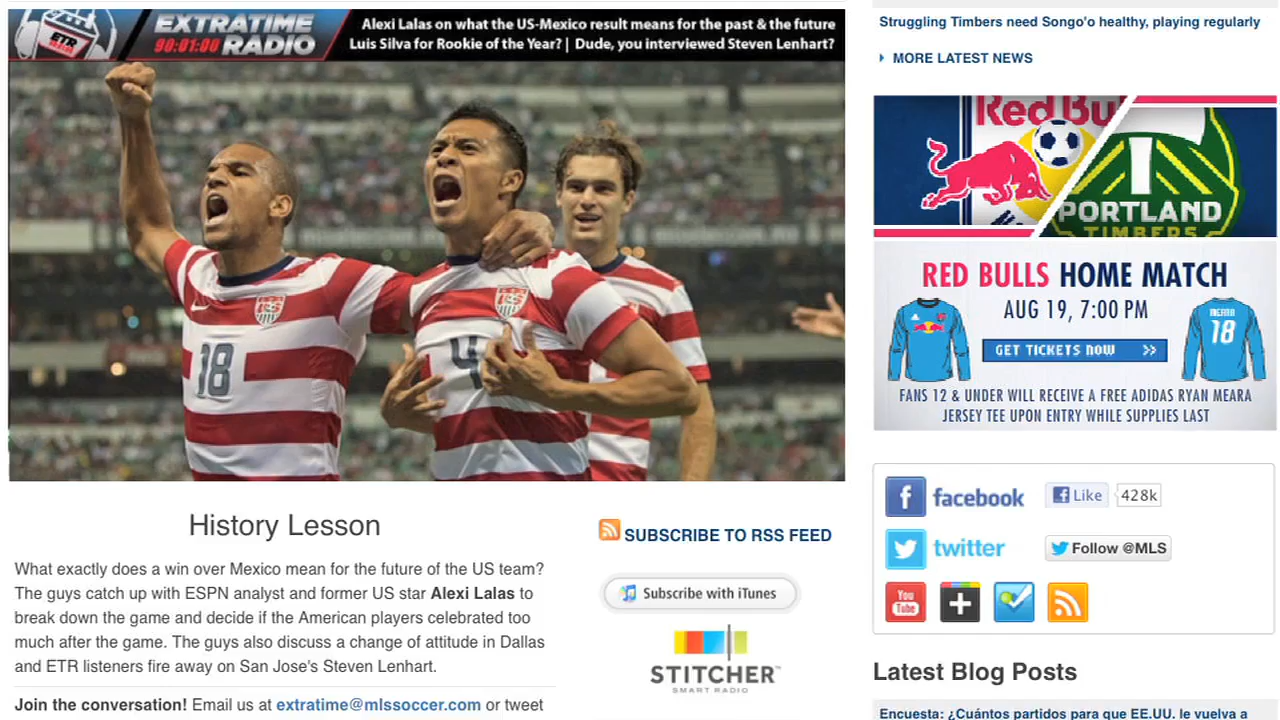 ETR
EXTRATIME
90:01:00 RADIO
Alexi Lalas on what the US-Mexico result means for the past & the future
Luis Silva for Rookie of the Year? | Dude, you interviewed Steven Lenhart?
18
4
History Lesson
What exactly does a win over Mexico mean for the future of the US team?
The guys catch up with ESPN analyst and former US star Alexi Lalas to
break down the game and decide if the American players celebrated too
much after the game. The guys also discuss a change of attitude in Dallas
and ETR listeners fire away on San Jose's Steven Lenhart.
Join the conversation! Email us at extratime@mlssoccer.com or tweet
SUBSCRIBE TO RSS FEED
Subscribe with iTunes
STITCHER™
SMART RADIO
Struggling Timbers need Songo'o healthy, playing regularly
MORE LATEST NEWS
Red Bu
PORTLAND
TIMBERS
RED BULLS HOME MATCH
AUG 19, 7:00 PM
MEARA
18
GET TICKETS NOW >>
FANS 12 & UNDER WILL RECEIVE A FREE ADIDAS RYAN MEARA
JERSEY TEE UPON ENTRY WHILE SUPPLIES LAST
facebook
Like
428k
twitter
Follow @MLS
You
Tube
Latest Blog Posts
Encuesta: ¿Cuántos partidos para que EE.UU. le vuelva a